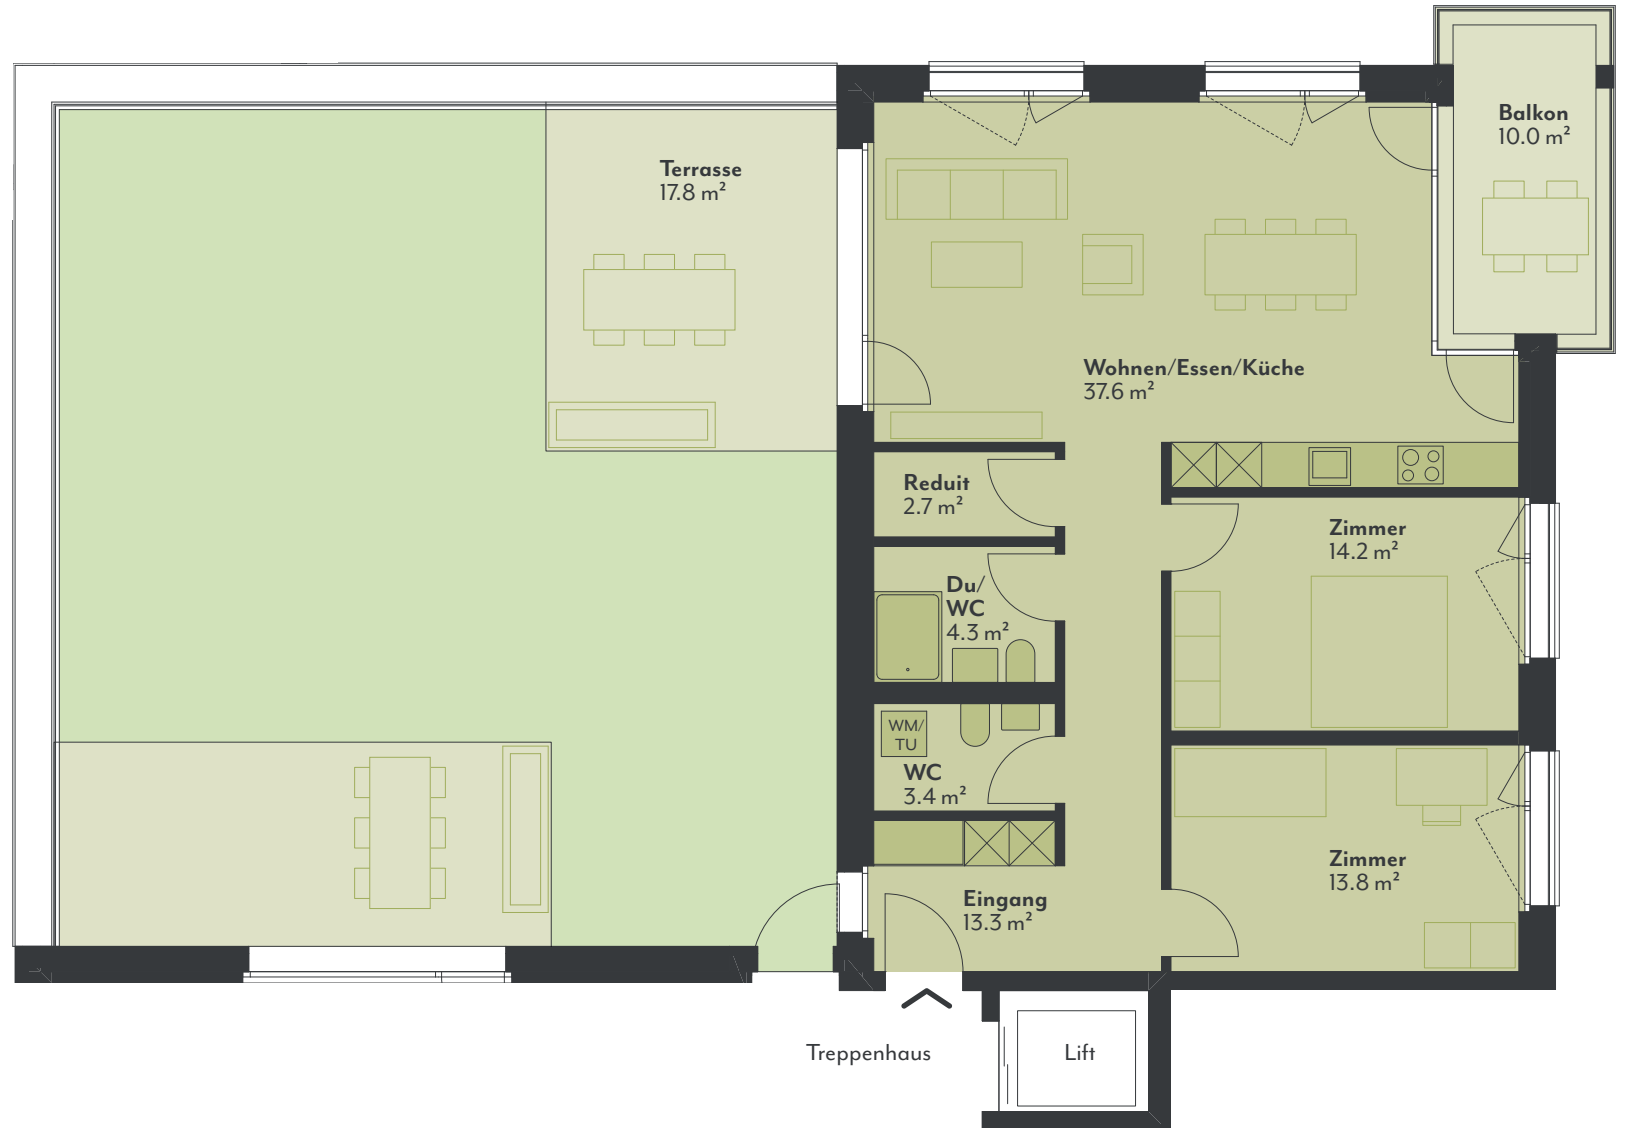 Balkon
10.0 m²
Terrasse
17.8 m²
Wohnen/Essen/Küche
37.6 m²
Reduit
2.7 m²
Zimmer
14.2 m²
Du/
WC
4.3 m²
WM/
TU
WC
3.4 m²
Zimmer
13.8 m²
Eingang
13.3 m²
Treppenhaus
Lift